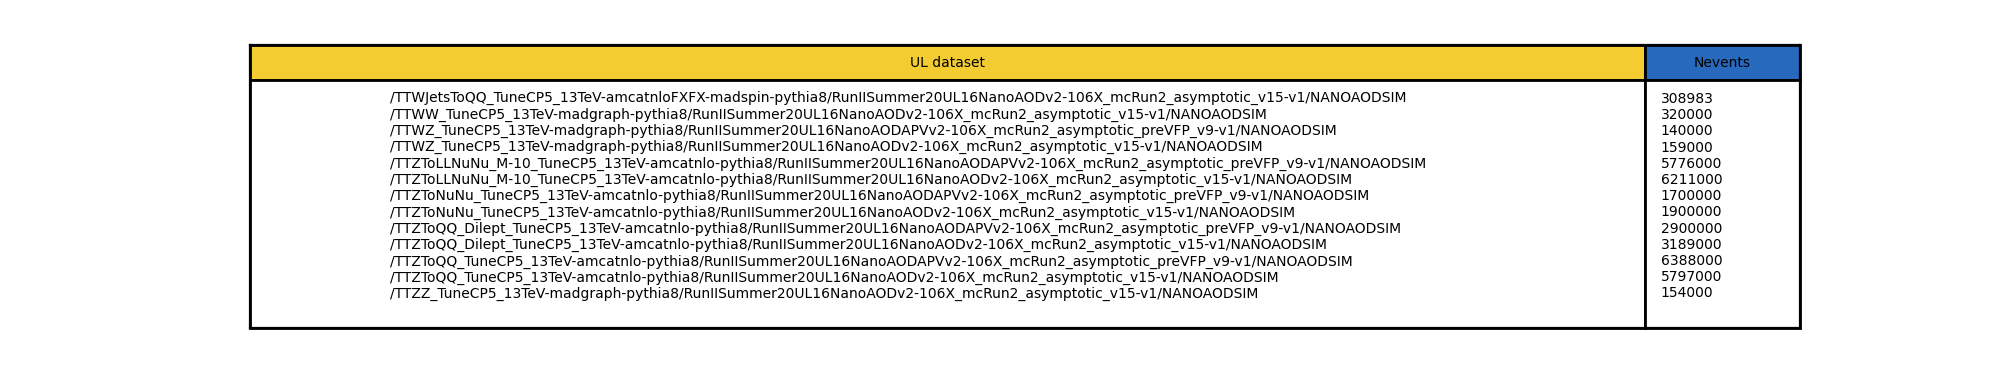 UL dataset Nevents
/TTWJetsToQQ_TuneCP5_13TeV-amcatnloFXFX-madspin-pythia8/RunIISummer20UL16NanoAODv2-106X_mcRun2_asymptotic_v15-v1/NANOAODSIM 308983
/TTWW_TuneCP5_13TeV-madgraph-pythia8/RunIISummer20UL16NanoAODv2-106X_mcRun2_asymptotic_v15-v1/NANOAODSIM 320000
/TTWZ_TuneCP5_13TeV-madgraph-pythia8/RunIISummer20UL16NanoAODAPVv2-106X_mcRun2_asymptotic_preVFP_v9-v1/NANOAODSIM 140000
/TTWZ_TuneCP5_13TeV-madgraph-pythia8/RunIISummer20UL16NanoAODv2-106X_mcRun2_asymptotic_v15-v1/NANOAODSIM 159000
/TTZToLLNuNu_M-10_TuneCP5_13TeV-amcatnlo-pythia8/RunIISummer20UL16NanoAODAPVv2-106X_mcRun2_asymptotic_preVFP_v9-v1/NANOAODSIM 5776000
/TTZToLLNuNu_M-10_TuneCP5_13TeV-amcatnlo-pythia8/RunIISummer20UL16NanoAODv2-106X_mcRun2_asymptotic_v15-v1/NANOAODSIM 6211000
/TTZToNuNu_TuneCP5_13TeV-amcatnlo-pythia8/RunIISummer20UL16NanoAODAPVv2-106X_mcRun2_asymptotic_preVFP_v9-v1/NANOAODSIM 1700000
/TTZToNuNu_TuneCP5_13TeV-amcatnlo-pythia8/RunIISummer20UL16NanoAODv2-106X_mcRun2_asymptotic_v15-v1/NANOAODSIM 1900000
/TTZToQQ_Dilept_TuneCP5_13TeV-amcatnlo-pythia8/RunIISummer20UL16NanoAODAPVv2-106X_mcRun2_asymptotic_preVFP_v9-v1/NANOAODSIM 2900000
/TTZToQQ_Dilept_TuneCP5_13TeV-amcatnlo-pythia8/RunIISummer20UL16NanoAODv2-106X_mcRun2_asymptotic_v15-v1/NANOAODSIM 3189000
/TTZToQQ_TuneCP5_13TeV-amcatnlo-pythia8/RunIISummer20UL16NanoAODAPVv2-106X_mcRun2_asymptotic_preVFP_v9-v1/NANOAODSIM 6388000
/TTZToQQ_TuneCP5_13TeV-amcatnlo-pythia8/RunIISummer20UL16NanoAODv2-106X_mcRun2_asymptotic_v15-v1/NANOAODSIM 5797000
/TTZZ_TuneCP5_13TeV-madgraph-pythia8/RunIISummer20UL16NanoAODv2-106X_mcRun2_asymptotic_v15-v1/NANOAODSIM 154000